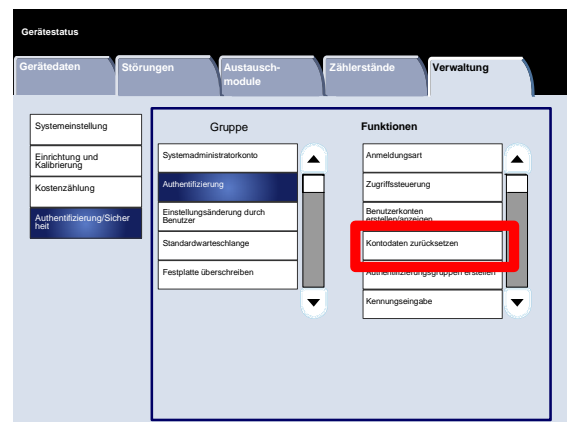 Gerätestatus
Gerätedaten
Störungen
Austausch-
module
Zählerstände
Verwaltung
Systemeinstellung
Einrichtung und
Kalibrierung
Kostenzählung
Authentifizierung/Sicher
heit
Gruppe
Systemadministratorkonto
Authentifizierung
Einstellungsänderung durch
Benutzer
Standardwarteschlange
Festplatte überschreiben
Funktionen
Anmeldungsart
Zugriffssteuerung
Benutzerkonten
erstellen/anzeigen
Kontodaten zurücksetzen
Authentifizierungsgruppen erstellen
Kennungseingabe